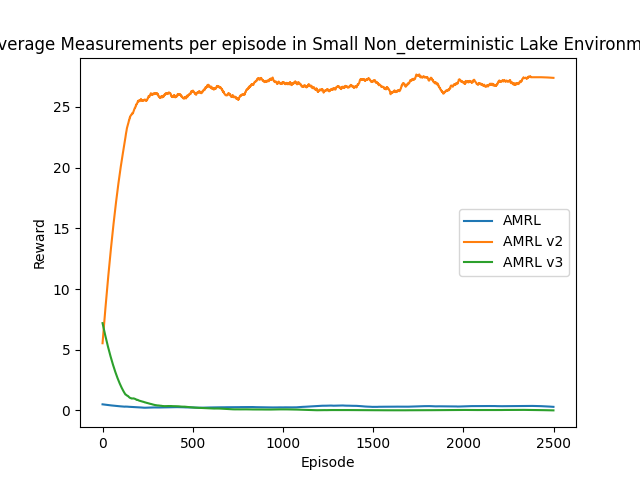 verage Measurements per episode in Small Non_deterministic Lake Environm
25
20
15
10
5
0
Reward
AMRL
AMRL v2
AMRL v3
0 500 1000 1500 2000 2500
Episode